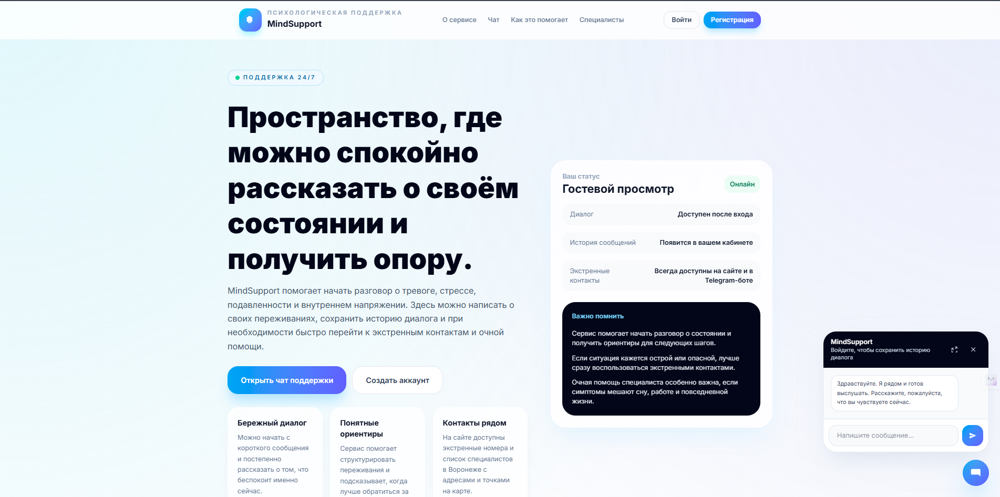 ПСИХОЛОГИЧЕСКАЯ ПОДДЕРЖКА
MindSupport
О сервисе
Чат
Как это помогает
Специалисты
Войти
Регистрация
ПОДДЕРЖКА 24/7
Пространство, где
можно спокойно
рассказать о своём
состоянии и
получить опору.
MindSupport помогает начать разговор о тревоге, стрессе,
подавленности и внутреннем напряжении. Здесь можно написать о
своих переживаниях, сохранить историю диалога и при
необходимости быстро перейти к экстренным контактам и очной
помощи.
Открыть чат поддержки
Создать аккаунт
Бережный диалог
Можно начать с
короткого сообщения
и постепенно
рассказать о том, что
беспокоит именно
сейчас.
Понятные
ориентиры
Сервис помогает
структурировать
переживания и
подсказывает, когда
лучше обратиться за
Контакты рядом
На сайте доступны
экстренные номера и
список специалистов
в Воронеже с
адресами и точками
на карте.
Ваш статус
Гостевой просмотр
Онлайн
Диалог
Доступен после входа
История сообщений
Появится в вашем кабинете
Экстренные
контакты
Всегда доступны на сайте и в
Telegram-боте
Важно помнить
Сервис помогает начать разговор о состоянии и
получить ориентиры для следующих шагов.
Если ситуация кажется острой или опасной, лучше
сразу воспользоваться экстренными контактами.
Очная помощь специалиста особенно важна, если
симптомы мешают сну, работе и повседневной
жизни.
MindSupport
Войдите, чтобы сохранить историю
диалога
Здравствуйте. Я рядом и готов
выслушать. Расскажите, пожалуйста,
что вы чувствуете сейчас.
Напишите сообщение...